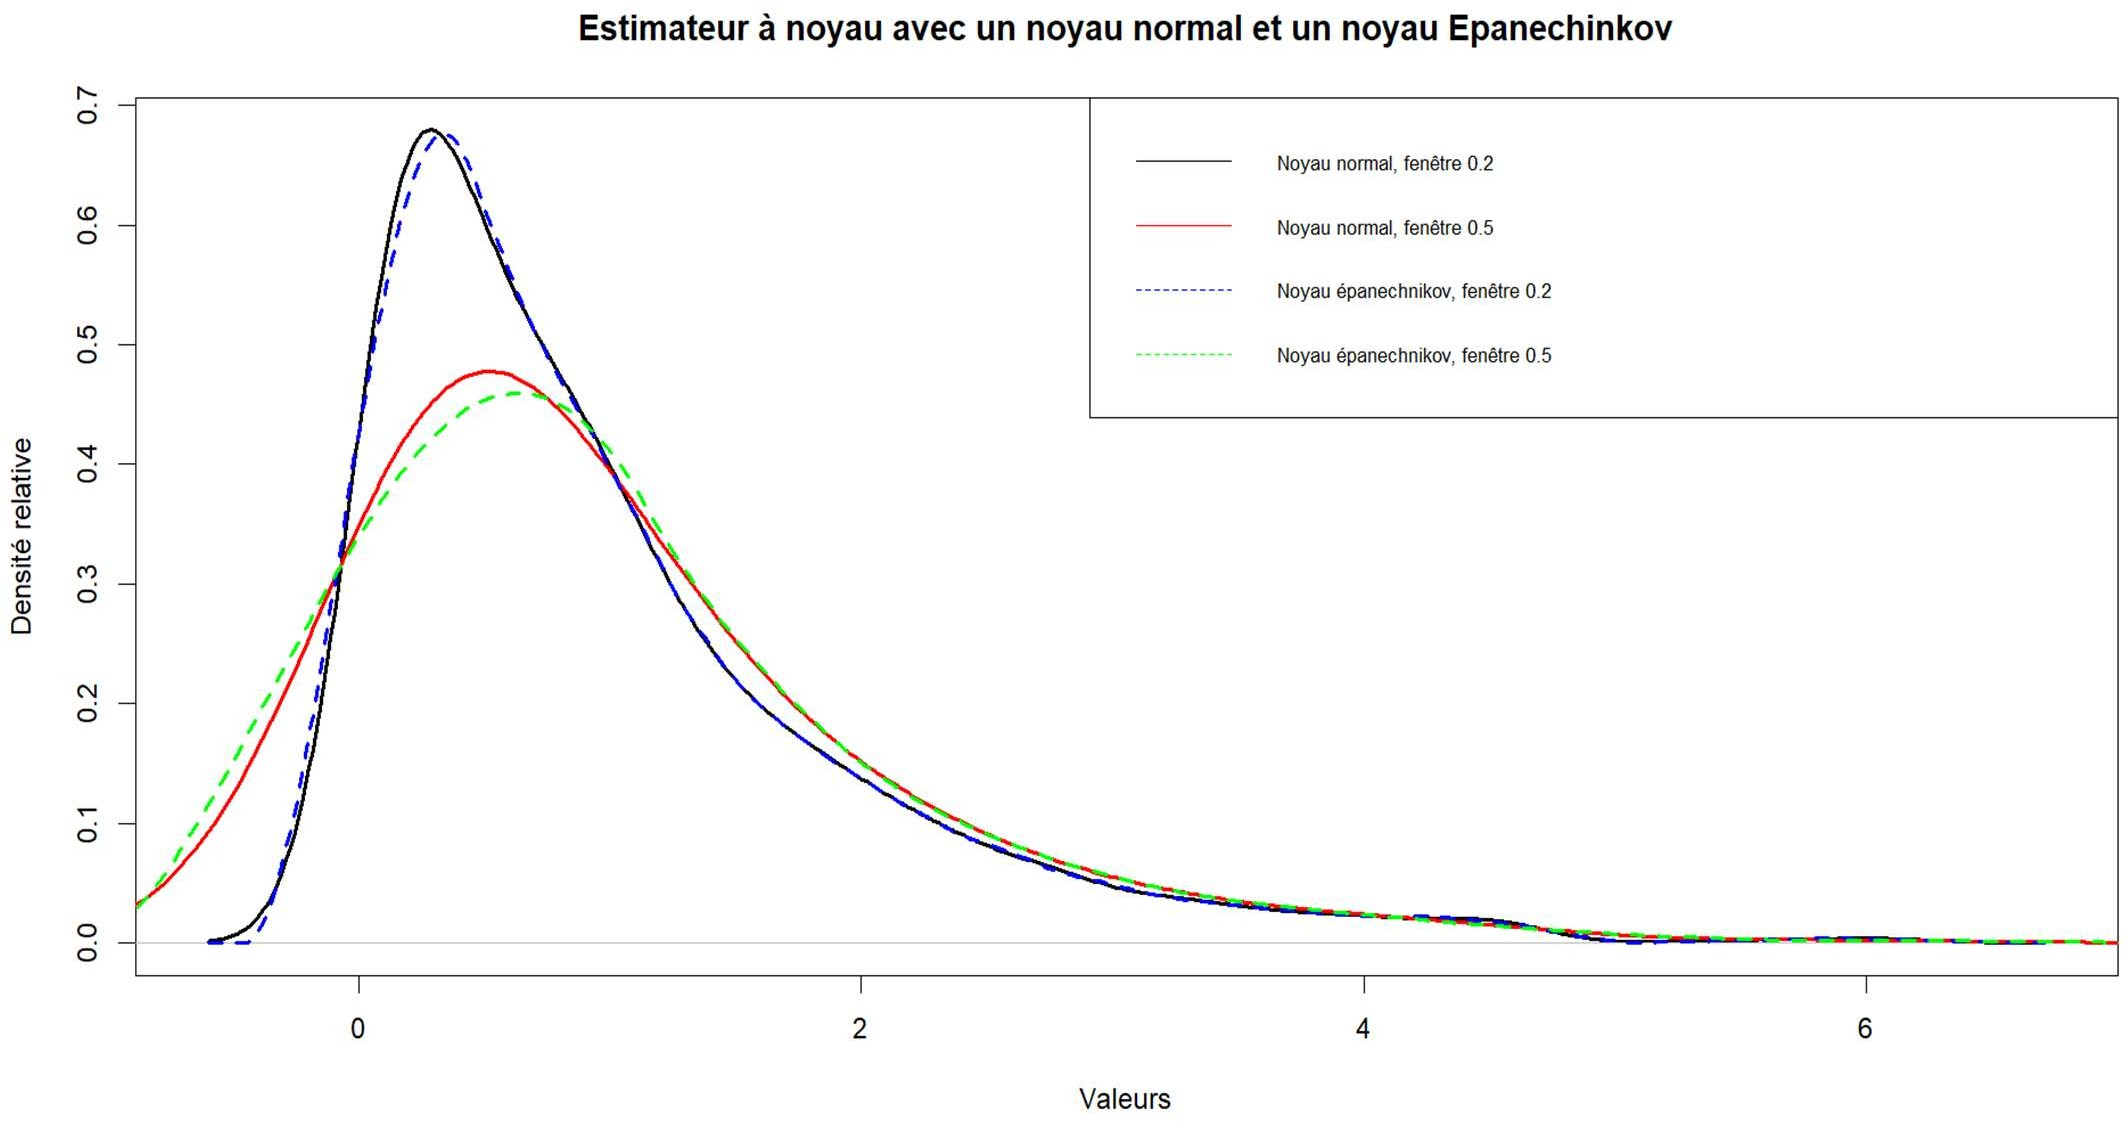 Estimateur à noyau avec un noyau normal et un noyau Epanechinkov
Densité relative
0.7
0.6
0.5
0.4
0.3
0.2
0.1
0.0
Noyau normal, fenêtre 0.2
Noyau normal, fenêtre 0.5
Noyau épanechnikov, fenêtre 0.2
Noyau épanechnikov, fenêtre 0.5
0 2 4 6
Valeurs